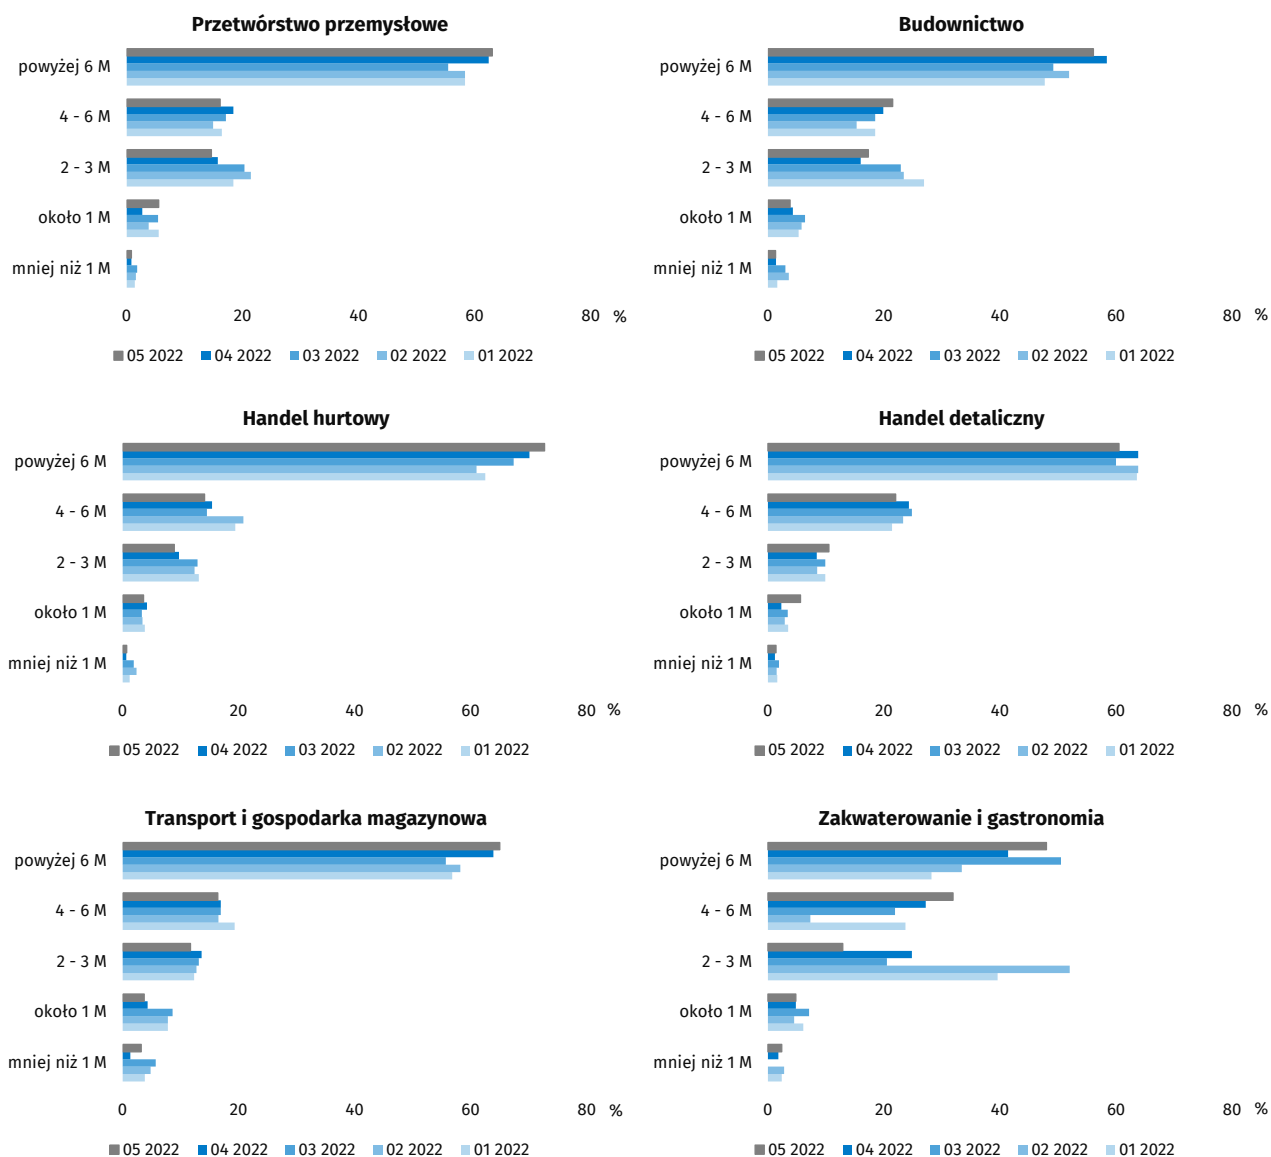 Przetwórstwo przemysłowe
powyżej 6 M
4 - 6 M
2 - 3 M
około 1 M
mniej niż 1 M
0 20 40 60 80 %
05 2022 04 2022 03 2022 02 2022 01 2022
Budownictwo
powyżej 6 M
4 - 6 M
2 - 3 M
około 1 M
mniej niż 1 M
0 20 40 60 80 %
05 2022 04 2022 03 2022 02 2022 01 2022
Handel hurtowy
powyżej 6 M
4 - 6 M
2 - 3 M
około 1 M
mniej niż 1 M
0 20 40 60 80 %
05 2022 04 2022 03 2022 02 2022 01 2022
Handel detaliczny
powyżej 6 M
4 - 6 M
2 - 3 M
około 1 M
mniej niż 1 M
0 20 40 60 80 %
05 2022 04 2022 03 2022 02 2022 01 2022
Transport i gospodarka magazynowa
powyżej 6 M
4 - 6 M
2 - 3 M
około 1 M
mniej niż 1 M
0 20 40 60 80 %
05 2022 04 2022 03 2022 02 2022 01 2022
Zakwaterowanie i gastronomia
powyżej 6 M
4 - 6 M
2 - 3 M
około 1 M
mniej niż 1 M
0 20 40 60 80 %
05 2022 04 2022 03 2022 02 2022 01 2022